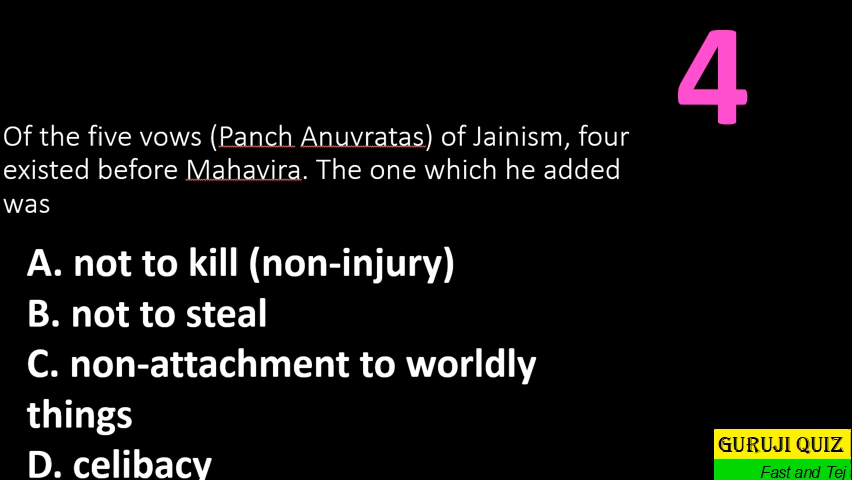 4
Of the five vows (Panch Anuvratas) of Jainism, four
existed before Mahavira. The one which he added
was
A. not to kill (non-injury)
B. not to steal
C. non-attachment to worldly
things
D. celibacy
GURUJI QUIZ
Fast and Tej